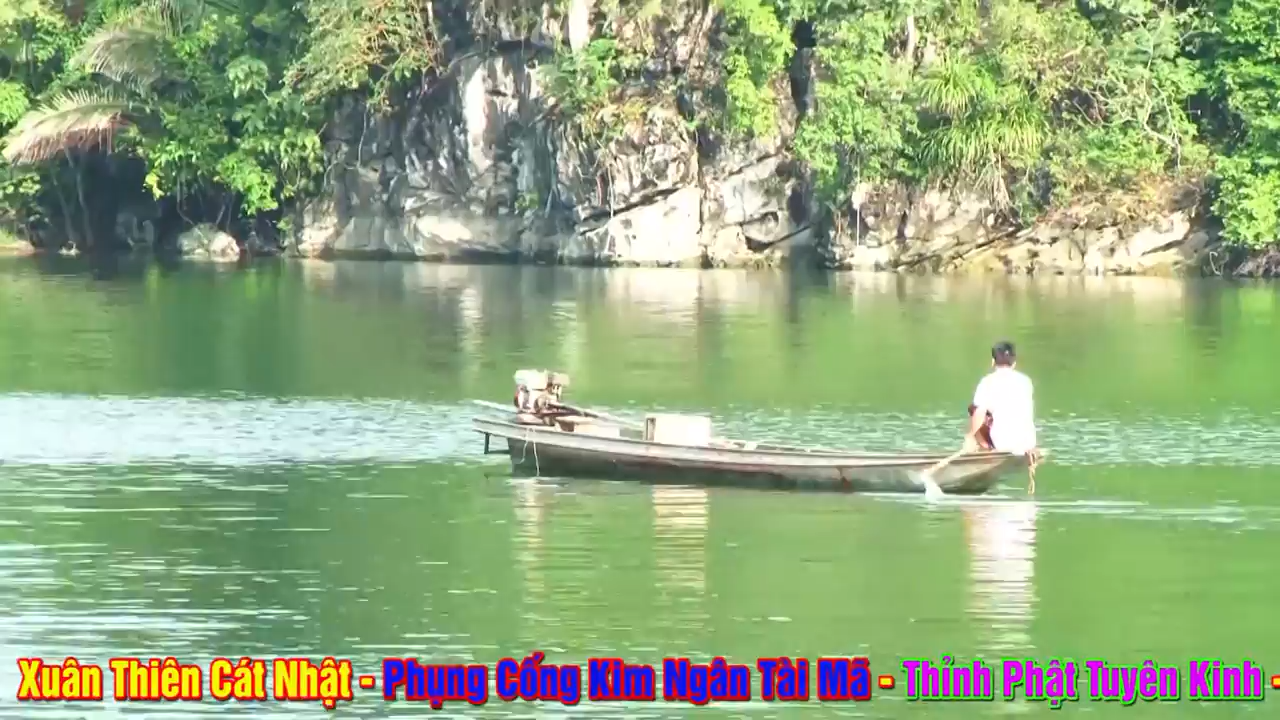 Xuân Thiên Cát Nhật - Phụng Cống Kim Ngân Tài Mã - Thỉnh Phật Tuyên Kinh -